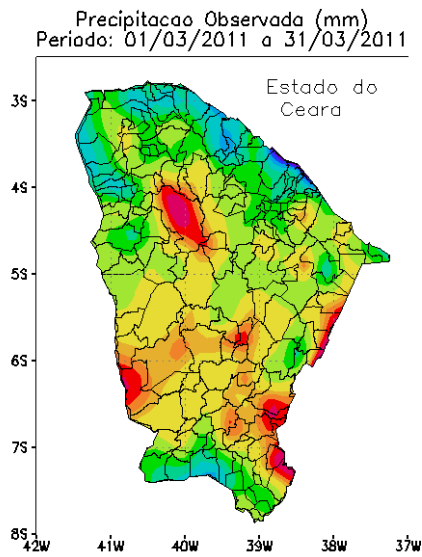 Precipitacao Observada (mm)
Periodo: 01/03/2011 a 31/03/2011
Estado do
Ceara
3S
4S
5S
6S
7S
8S
42W 41W 40W 39W 38W 37W